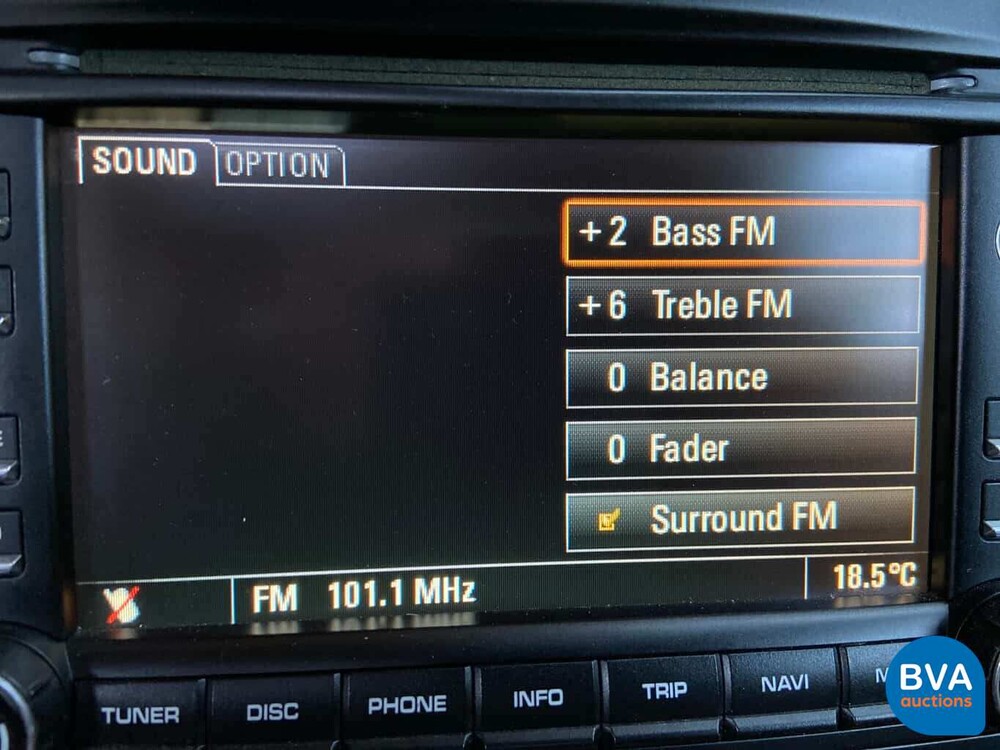 SOUND OPTION
+2 Bass FM
+6 Treble FM
0 Balance
0 Fader
Surround FM
FM 101.1 MHz 18.5°C
TUNER DISC PHONE INFO TRIP NAVI
BVA
auctions